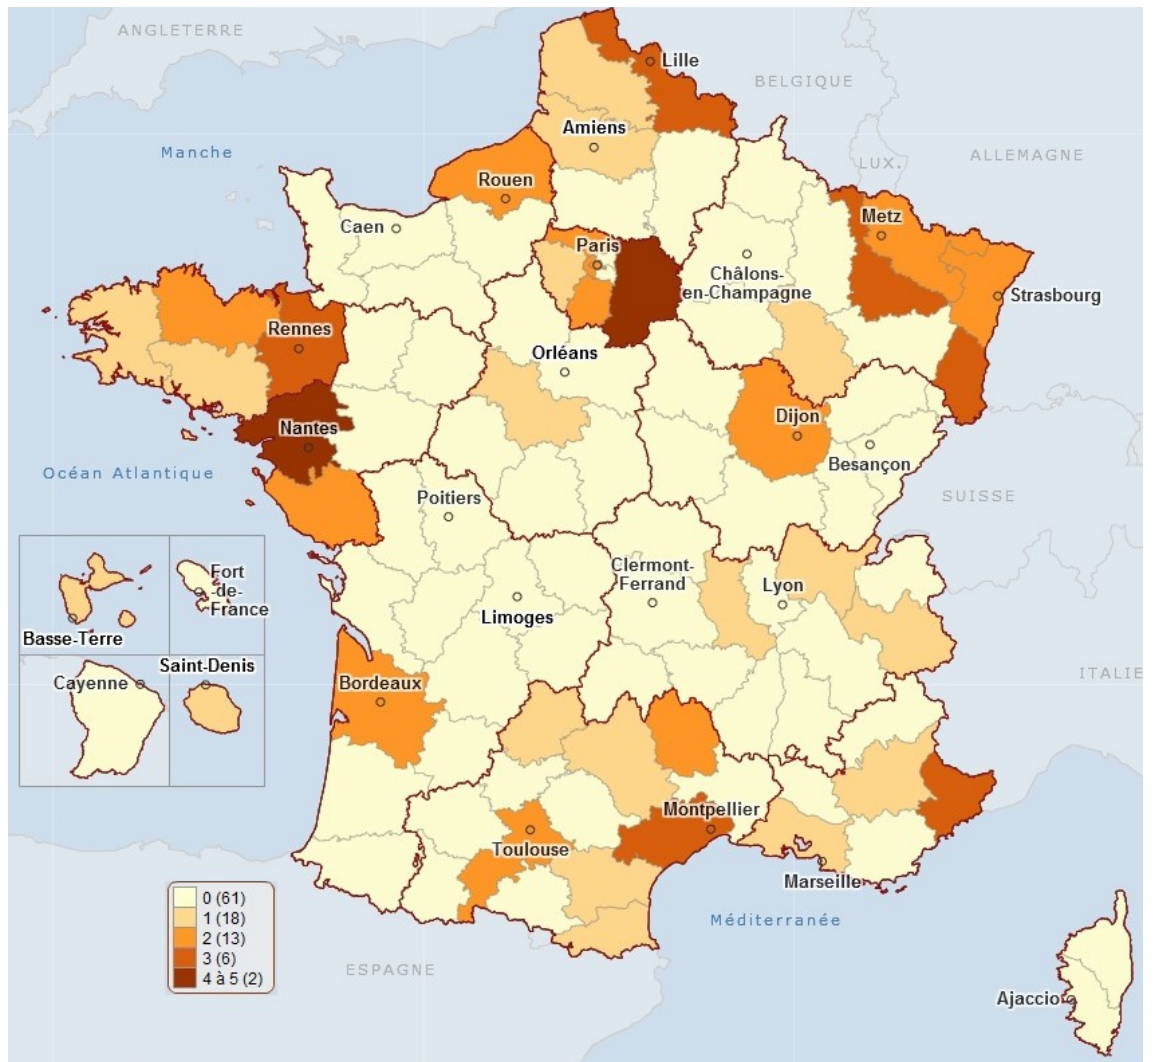 ANGLETERRE
Lille
BELGIQUE
Amiens
Manche
LUX.
ALLEMAGNE
Rouen
Metz
Caen
Paris
Châlons-
en-Champagne
Strasbourg
Rennes
Orléans
Dijon
Nantes
Besançon
Océan Atlantique
Poitiers
SUISSE
Fort
-de-
France
Clermont-
Ferrand
Lyon
Limoges
Basse-Terre
Saint-Denis
Cayenne
Bordeaux
ITALIE
Montpellier
Toulouse
Marseille
0 (61)
1 (18)
2 (13)
3 (6)
4 à 5 (2)
Méditerranée
ESPAGNE
Ajaccio